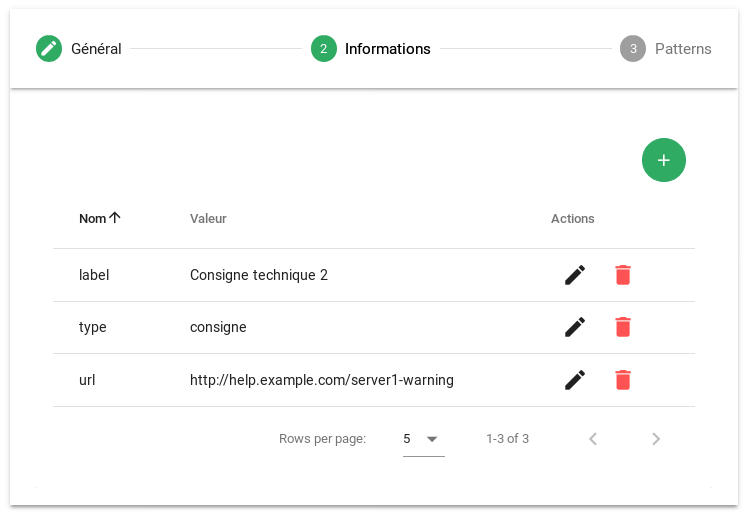 Général 2 Informations 3 Patterns
Nom Valeur Actions
label Consigne technique 2
type consigne
url http://help.example.com/server1-warning
Rows per page: 5 1-3 of 3